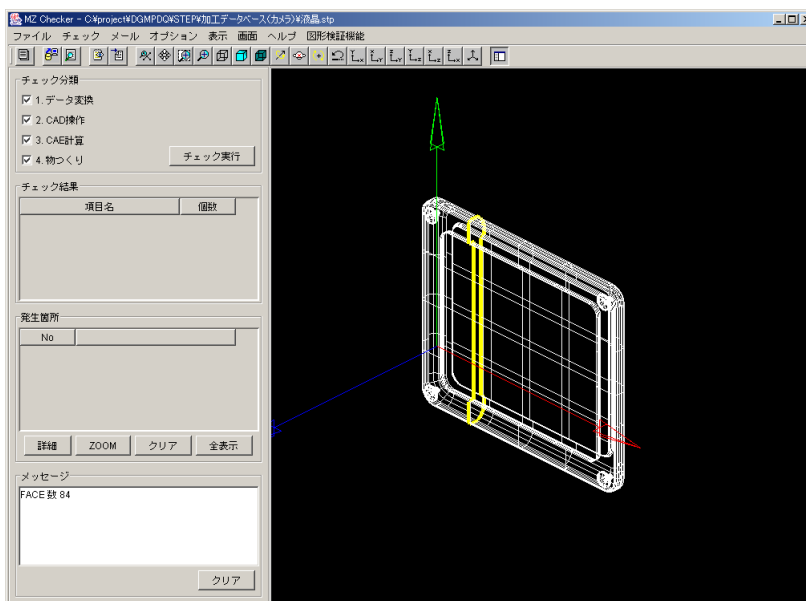 MZ Checker - C:¥project¥DGMPDQ¥STEP¥加工データベース(カメラ)¥液晶.stp
ファイル チェック メール オプション 表示 画面 ヘルプ 図形検証機能
チェック分類
1. データ変換
2. CAD操作
3. CAE計算
4. 物つくり
チェック実行
チェック結果
項目名 個数
発生箇所
No
詳細 ZOOM クリア 全表示
メッセージ
FACE 数 84
クリア